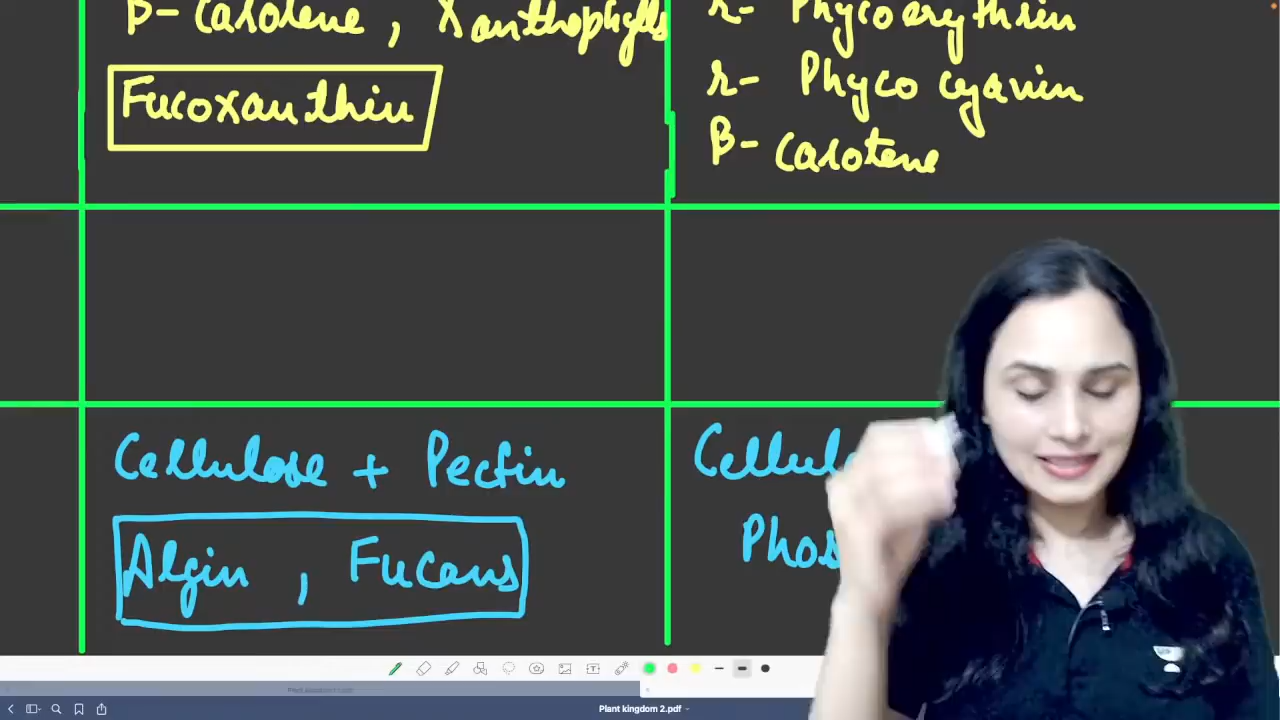 β- Carotene , Xanthophylls
Fucoxanthin
r- Phycoerythrin
r- Phycocyanin
β- Carotene
Cellulose + Pectin
Algin , Fucans
Plant kingdom 2.pdf